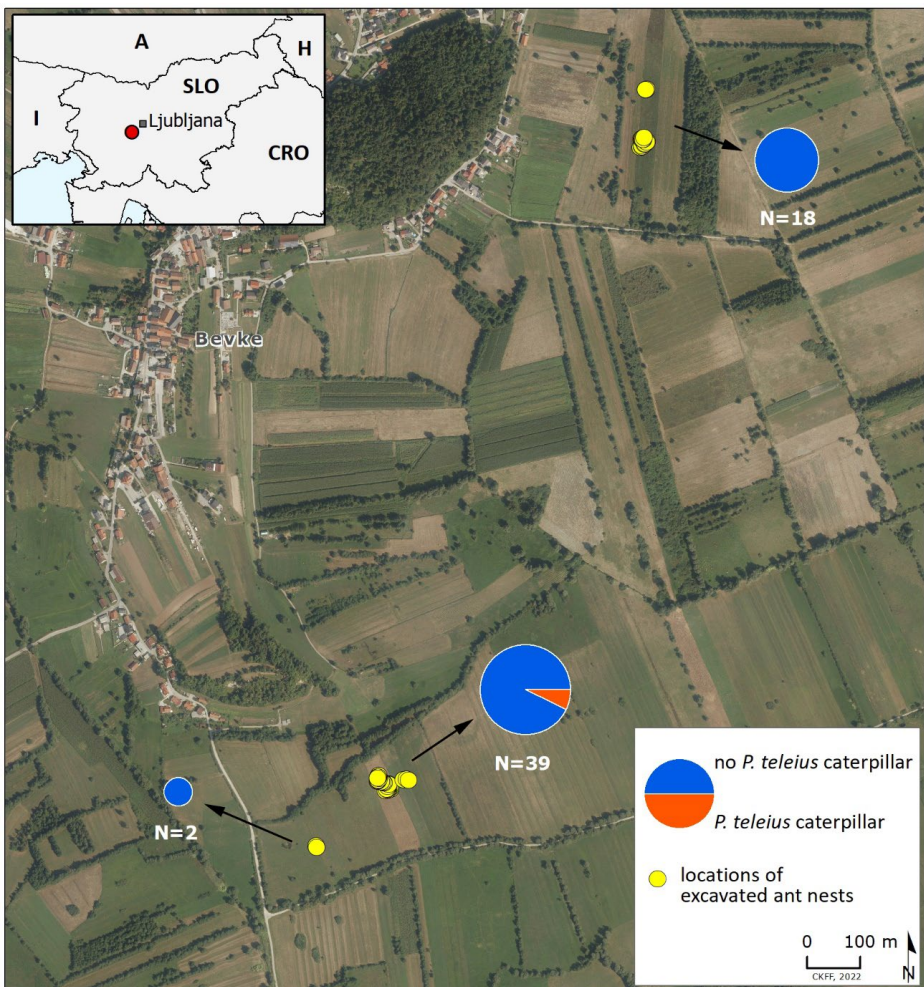 A
H
SLO
I
Ljubljana
CRO
N=18
Bevke
N=39
N=2
no P. teleius caterpillar
P. teleius caterpillar
locations of
excavated ant nests
0 100 m
CKFF, 2022
N